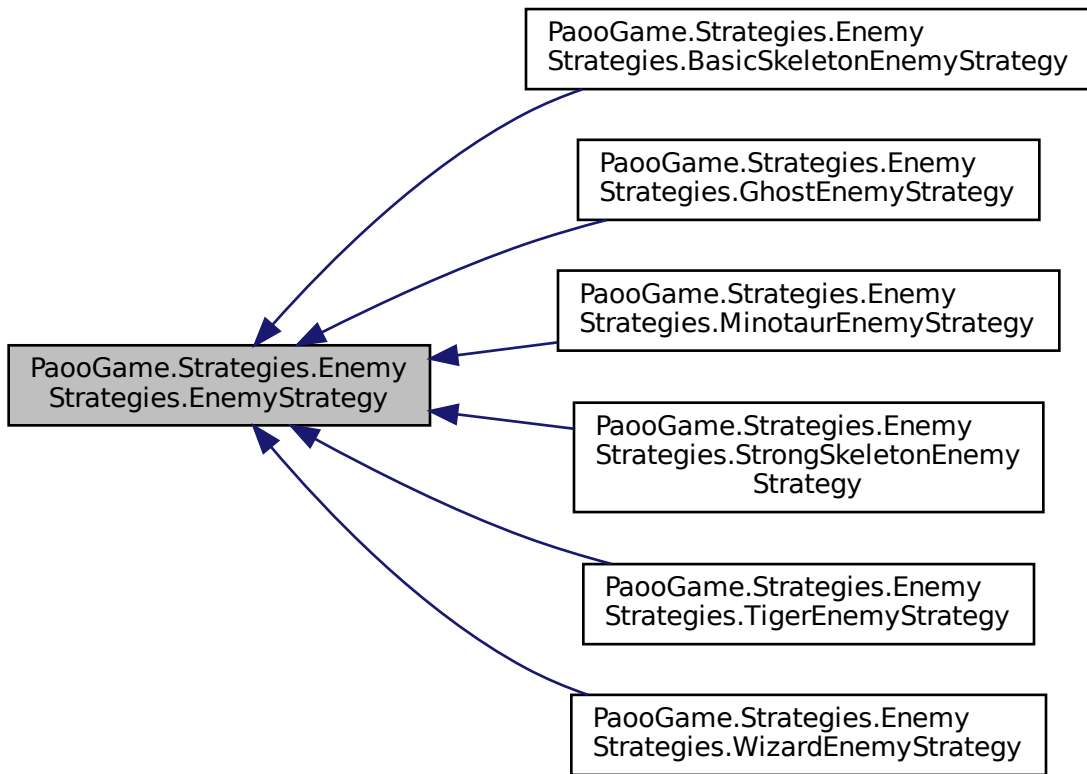 PaooGame.Strategies.Enemy
Strategies.BasicSkeletonEnemyStrategy
PaooGame.Strategies.Enemy
Strategies.GhostEnemyStrategy
PaooGame.Strategies.Enemy
Strategies.MinotaurEnemyStrategy
PaooGame.Strategies.Enemy
Strategies.EnemyStrategy
PaooGame.Strategies.Enemy
Strategies.StrongSkeletonEnemy
Strategy
PaooGame.Strategies.Enemy
Strategies.TigerEnemyStrategy
PaooGame.Strategies.Enemy
Strategies.WizardEnemyStrategy